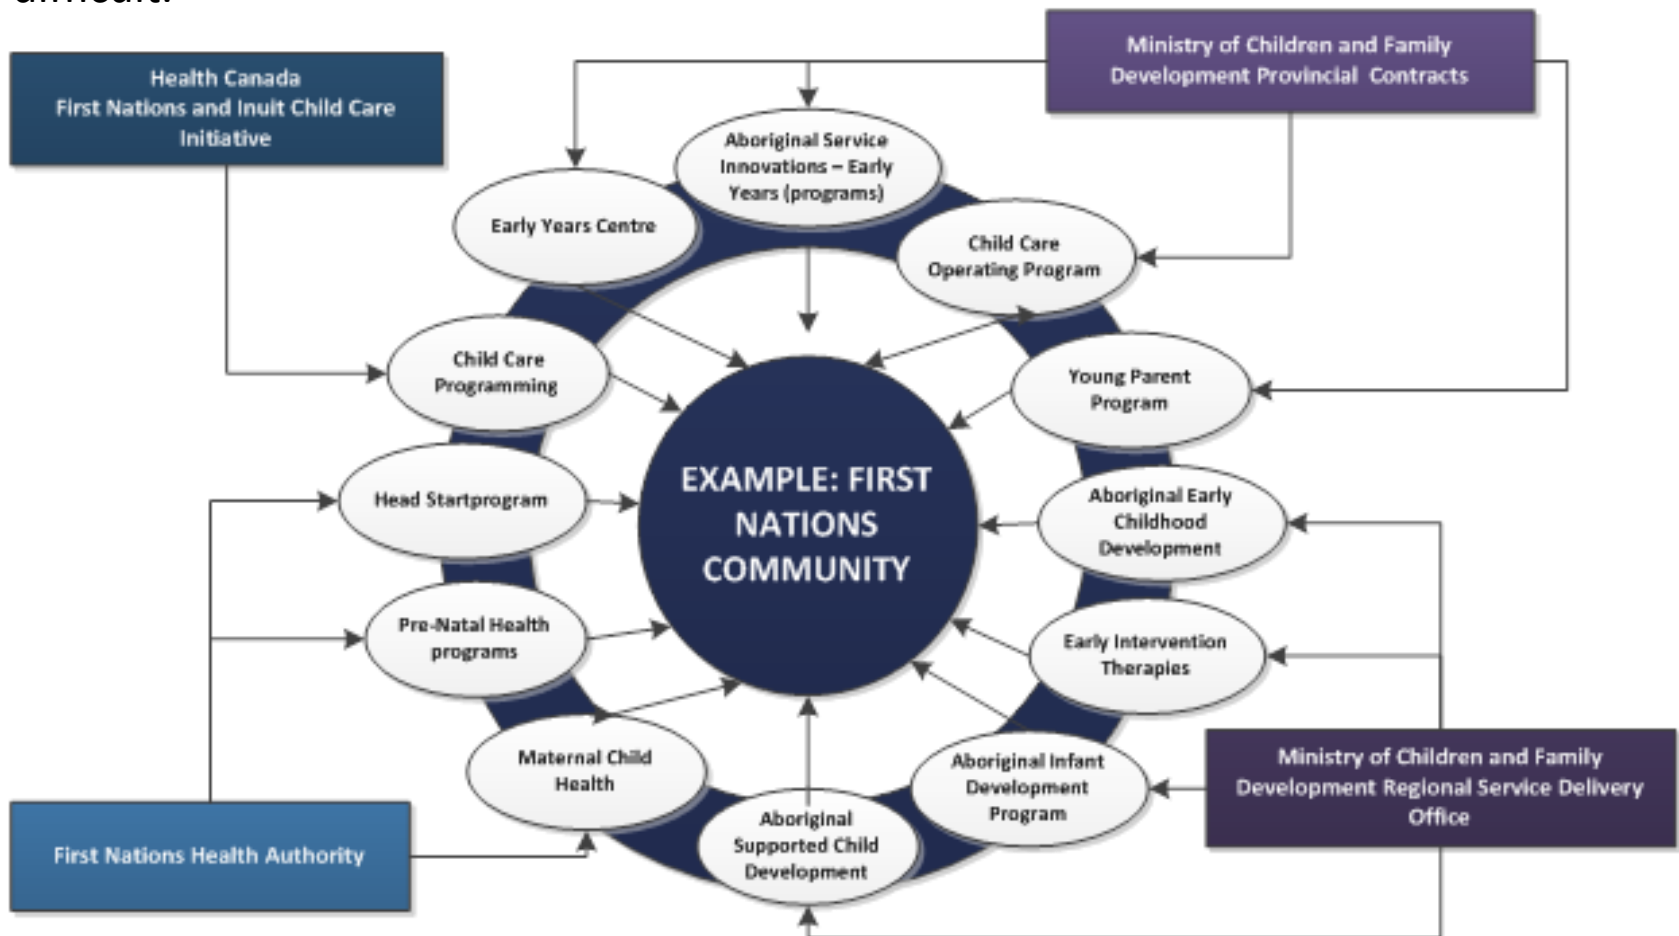 difficult.
Ministry of Children and Family
Development Provincial Contracts
Health Canada
First Nations and Inuit Child Care
Initiative
Aboriginal Service
Innovations – Early
Years (programs)
Early Years Centre
Child Care
Operating Program
Child Care
Programming
Young Parent
Program
Head Startprogram
EXAMPLE: FIRST
NATIONS
COMMUNITY
Aboriginal Early
Childhood
Development
Pre-Natal Health
programs
Early Intervention
Therapies
Maternal Child
Health
Aboriginal Infant
Development
Program
Ministry of Children and Family
Development Regional Service Delivery
Office
Aboriginal
Supported Child
Development
First Nations Health Authority